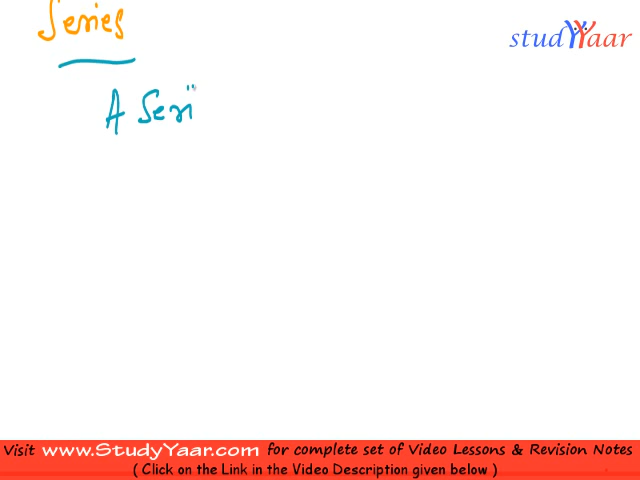 Series
studYYaar
A Seri
Visit www.StudyYaar.com for complete set of Video Lessons & Revision Notes
( Click on the Link in the Video Description given below )